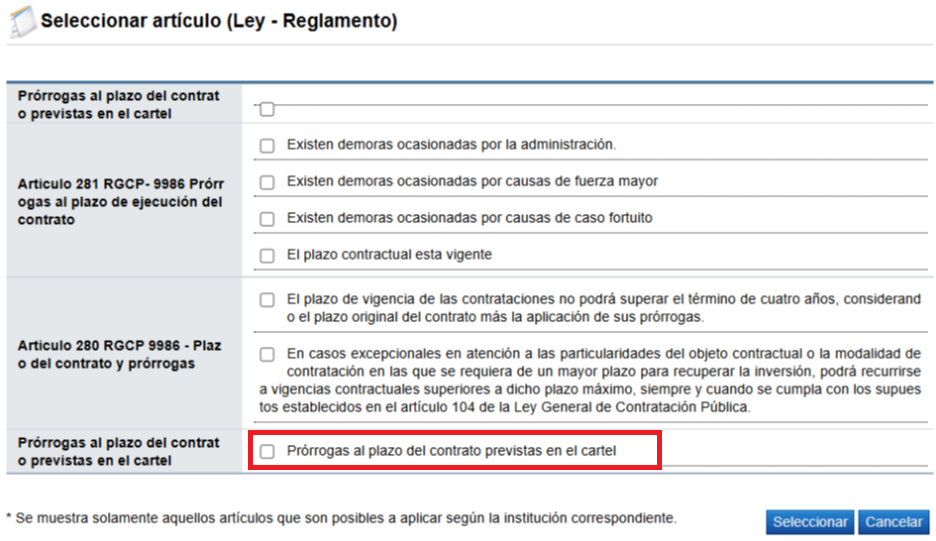 Seleccionar artículo (Ley - Reglamento)
Prórrogas al plazo del contrat
o previstas en el cartel
Articulo 281 RGCP- 9986 Prórr
ogas al plazo de ejecución del
contrato
Existen demoras ocasionadas por la administración.
Existen demoras ocasionadas por causas de fuerza mayor
Existen demoras ocasionadas por causas de caso fortuito
El plazo contractual esta vigente
Articulo 280 RGCP 9986 - Plaz
o del contrato y prórrogas
El plazo de vigencia de las contrataciones no podrá superar el término de cuatro años, considerand
o el plazo original del contrato más la aplicación de sus prórrogas.
En casos excepcionales en atención a las particularidades del objeto contractual o la modalidad de
contratación en las que se requiera de un mayor plazo para recuperar la inversión, podrá recurrirse
a vigencias contractuales superiores a dicho plazo máximo, siempre y cuando se cumpla con los supues
tos establecidos en el artículo 104 de la Ley General de Contratación Pública.
Prórrogas al plazo del contrat
o previstas en el cartel
Prórrogas al plazo del contrato previstas en el cartel
* Se muestra solamente aquellos artículos que son posibles a aplicar según la institución correspondiente.
Seleccionar
Cancelar